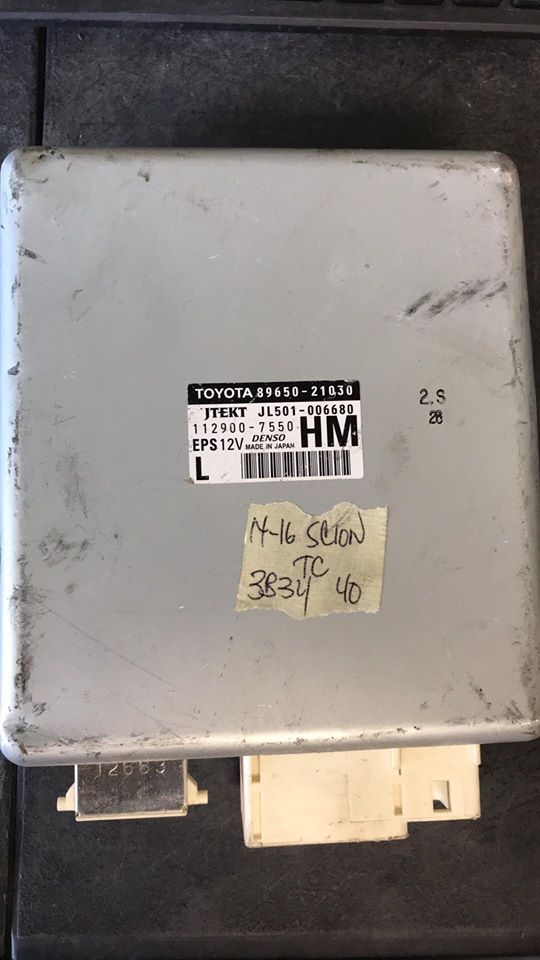 TOYOTA 89650-21030
JTEKT JL501-006680
112900-7550 HM
EPS 12V DENSO MADE IN JAPAN
L
2.S
28
14-16 SCION
TC
3B34 40
12663